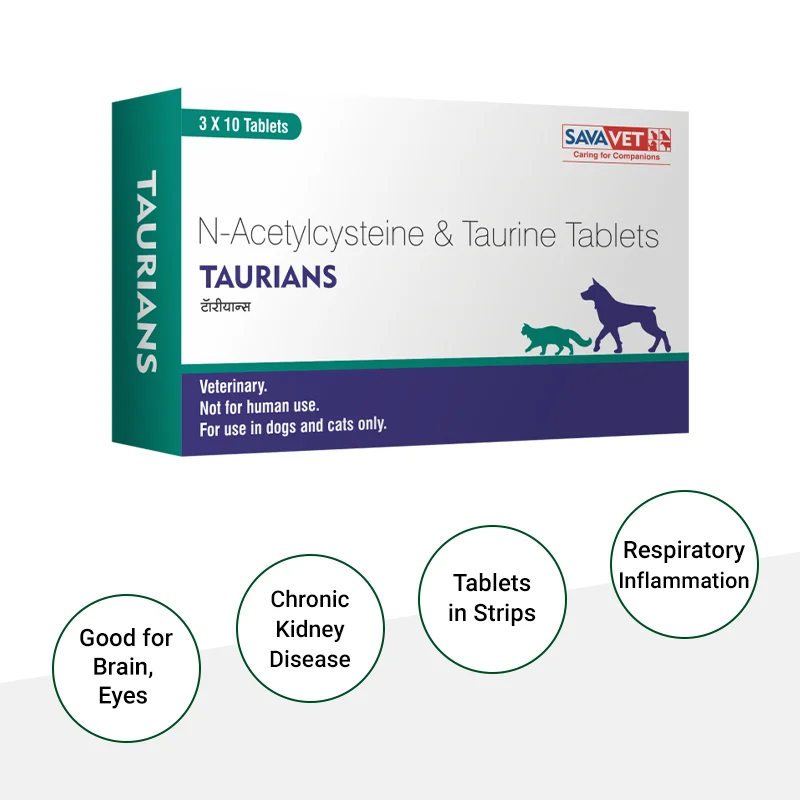 3 X 10 Tablets
SAVAVET
Caring for Companions
TAURIANS
N-Acetylcysteine & Taurine Tablets
TAURIANS
टॉरीयान्स
Veterinary.
Not for human use.
For use in dogs and cats only.
Good for
Brain,
Eyes
Chronic
Kidney
Disease
Tablets
in Strips
Respiratory
Inflammation